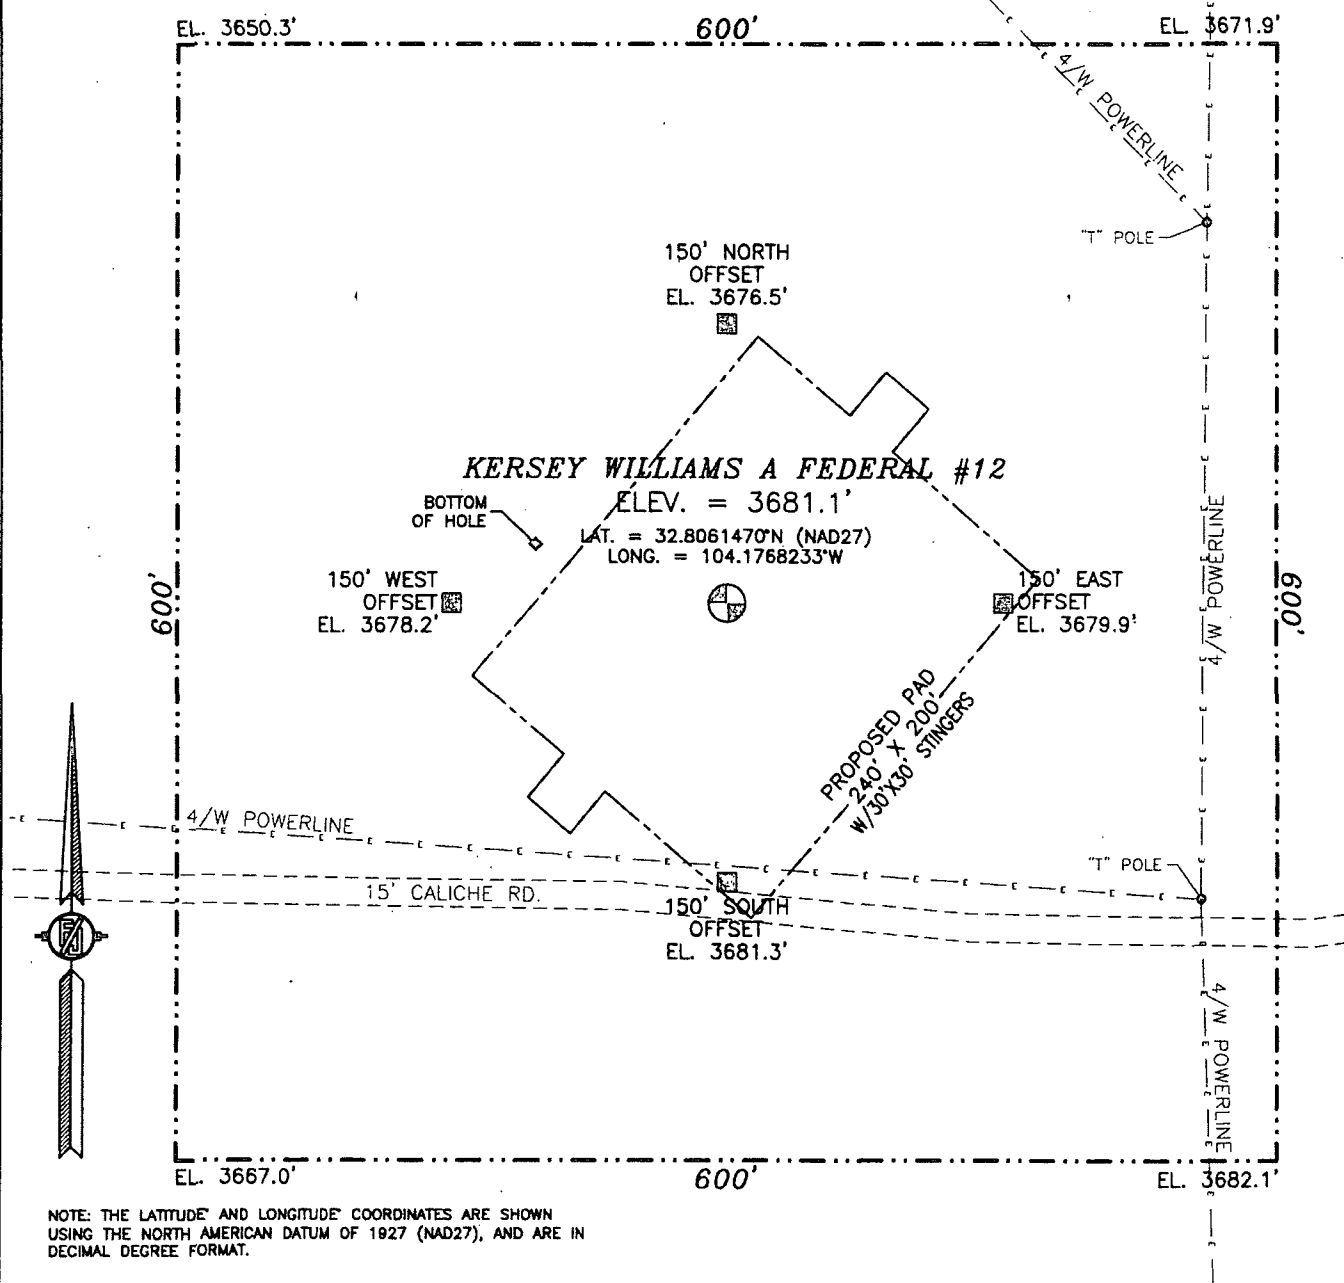 EL. 3650.3'
600'
EL. 3671.9'
4/W POWERLINE
"T" POLE
150' NORTH
OFFSET
EL. 3676.5'
KERSEY WILLIAMS A FEDERAL #12
ELEV. = 3681.1'
BOTTOM
OF HOLE
LAT. = 32.8061470°N (NAD27)
LONG. = 104.1768233°W
150' WEST
OFFSET
EL. 3678.2'
150' EAST
OFFSET
EL. 3679.9'
600'
600'
4/W POWERLINE
PROPOSED PAD
240' X 200'
W/30'X30' STINGERS
4/W POWERLINE
"T" POLE
15' CALICHE RD.
150' SOUTH
OFFSET
EL. 3681.3'
4/W POWERLINE
EL. 3667.0'
600'
EL. 3682.1'
NOTE: THE LATITUDE AND LONGITUDE COORDINATES ARE SHOWN
USING THE NORTH AMERICAN DATUM OF 1927 (NAD27), AND ARE IN
DECIMAL DEGREE FORMAT.